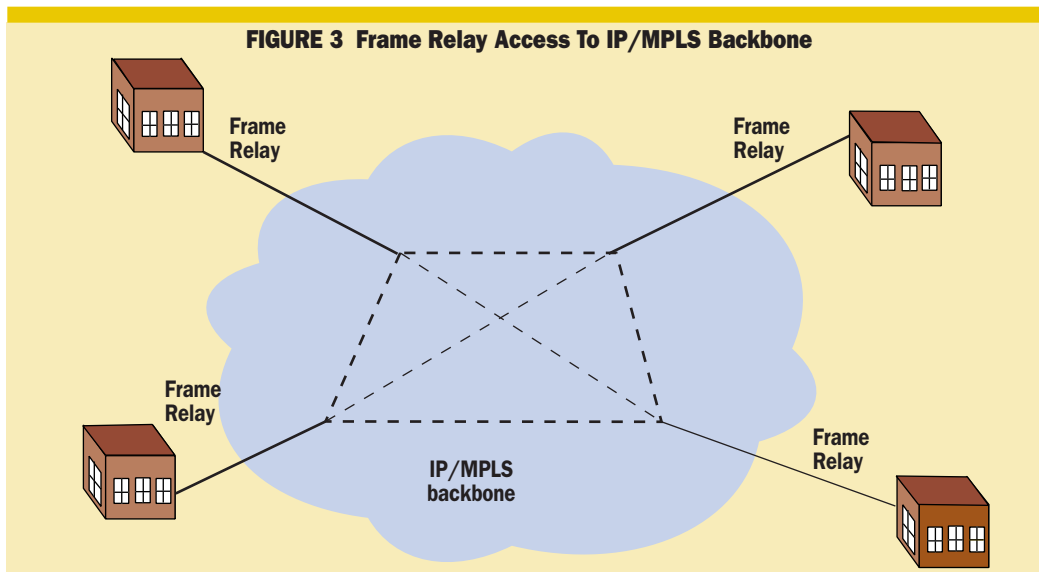 FIGURE 3 Frame Relay Access To IP/MPLS Backbone
Frame
Relay
Frame
Relay
Frame
Relay
Frame
Relay
IP/MPLS
backbone